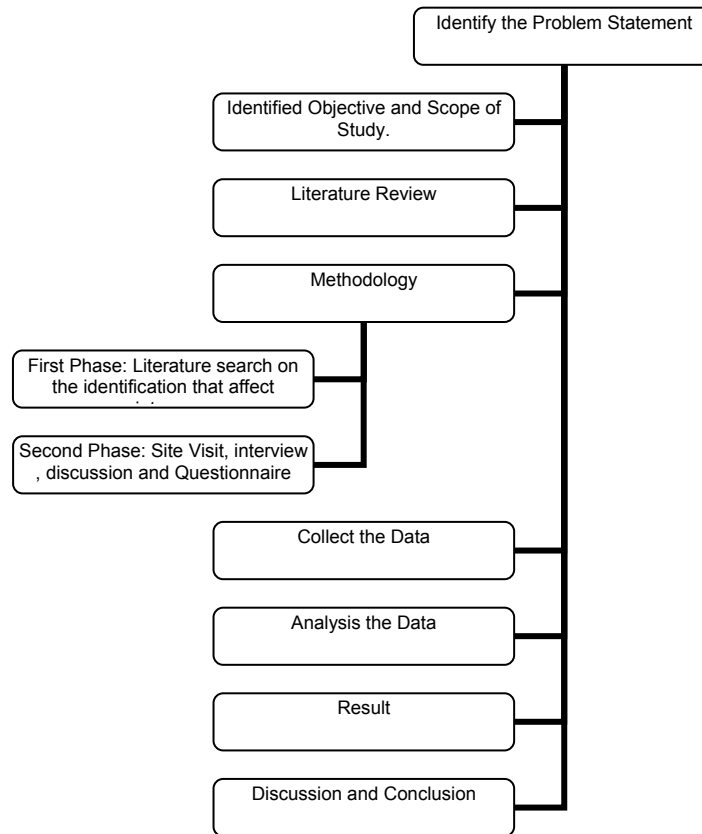 Identify the Problem Statement
Identified Objective and Scope of
Study.
Literature Review
Methodology
First Phase: Literature search on
the identification that affect
Second Phase: Site Visit, interview
, discussion and Questionnaire
Collect the Data
Analysis the Data
Result
Discussion and Conclusion